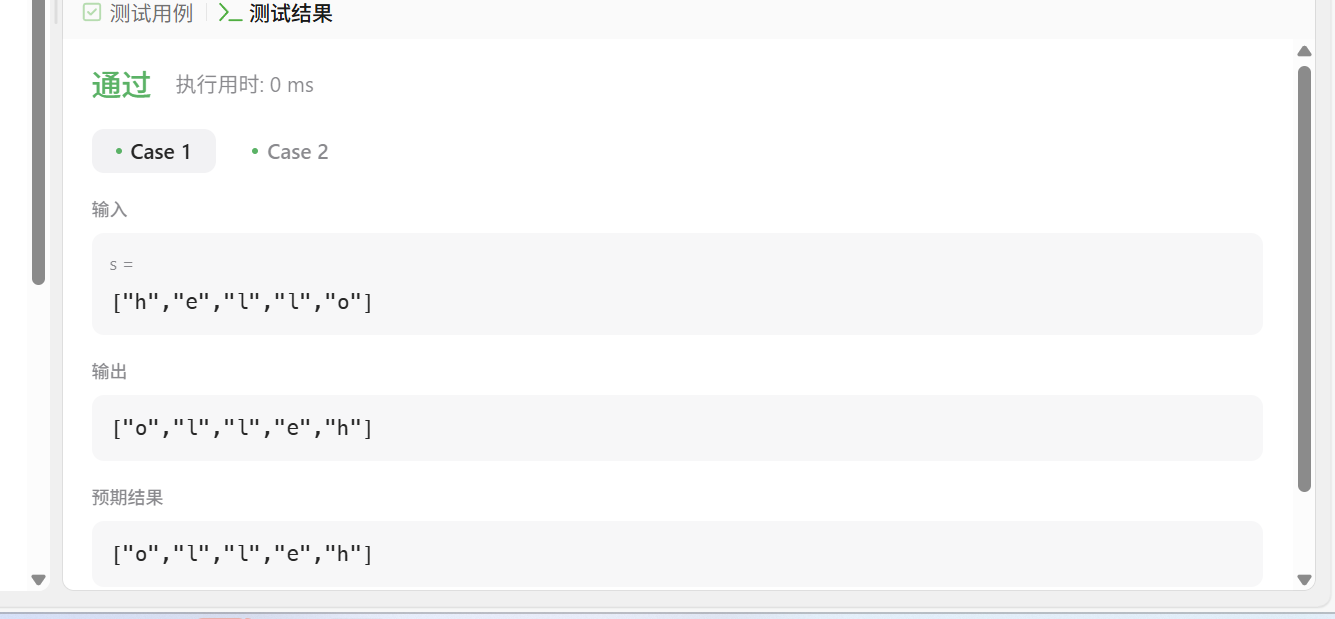 测试用例 测试结果
通过 执行用时: 0 ms
Case 1 Case 2
输入
s =
["h","e","l","l","o"]
输出
["o","l","l","e","h"]
预期结果
["o","l","l","e","h"]